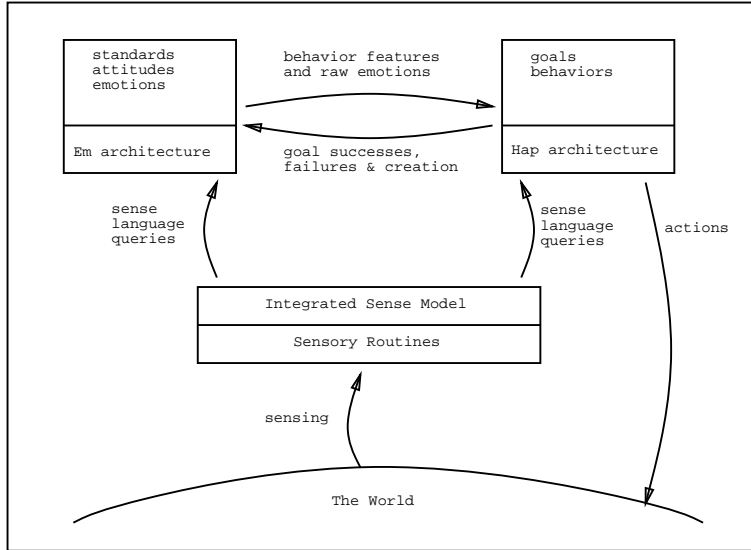 standards
attitudes
emotions
Em architecture
behavior features
and raw emotions
goal successes,
failures & creation
goals
behaviors
Hap architecture
sense
language
queries
sense
language
queries
actions
Integrated Sense Model
Sensory Routines
sensing
The World